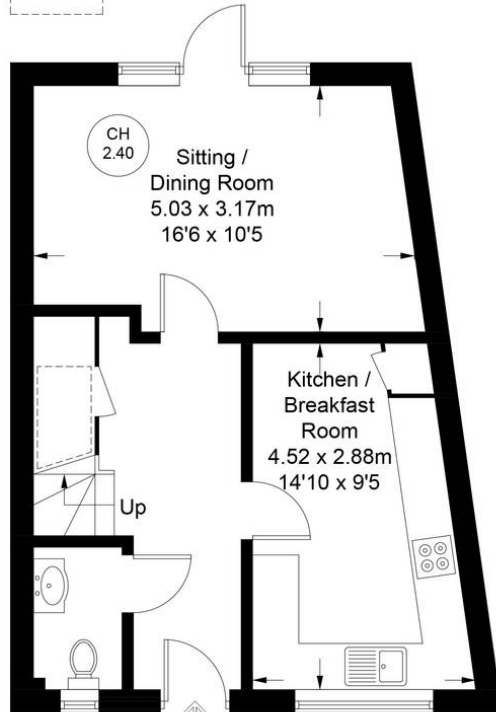 CH
2.40
Sitting /
Dining Room
5.03 x 3.17m
16'6 x 10'5
Kitchen /
Breakfast
Room
4.52 x 2.88m
14'10 x 9'5
Up